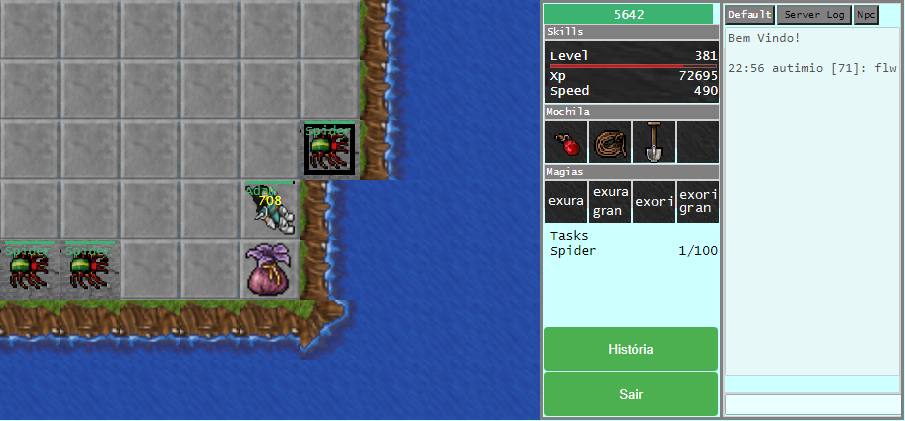 Spider
Adan
708
Spider
Spider
5642
Skills
Level 381
Xp 72695
Speed 490
Mochila
Magias
exura
exura gran
exori
exori gran
Tasks
Spider 1/100
História
Sair
Default Server Log Npc
Bem Vindo!
22:56 autimio [71]: flw